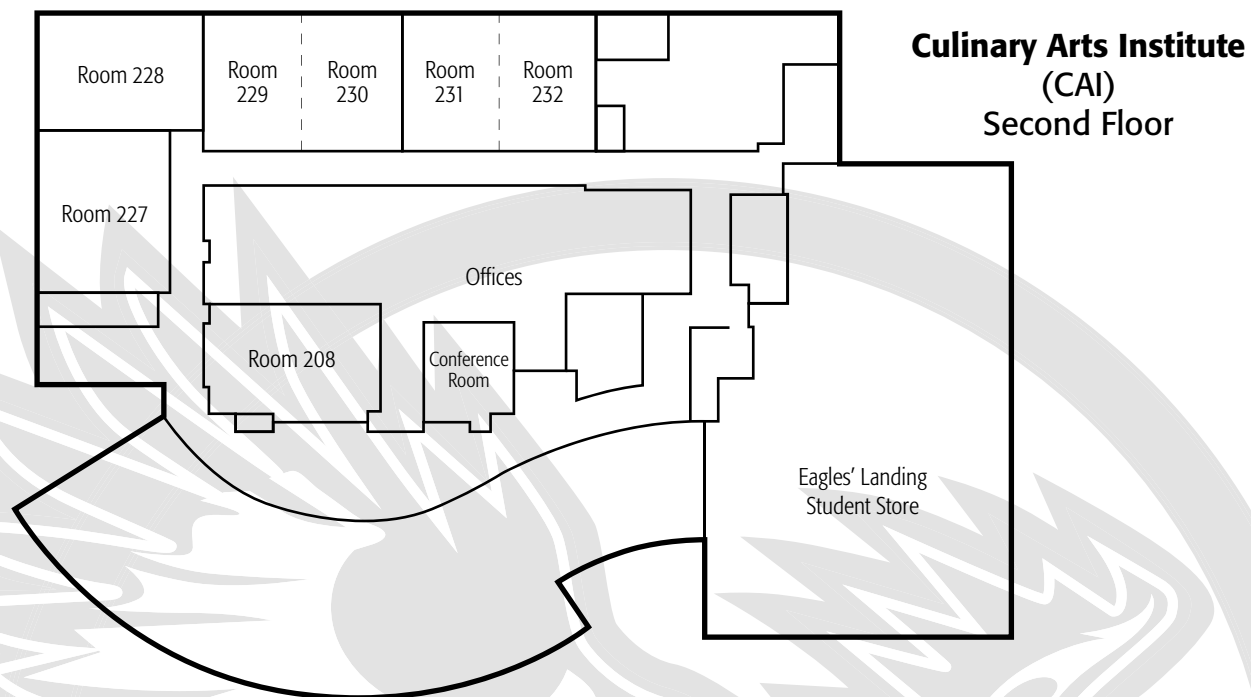 Culinary Arts Institute
(CAI)
Second Floor
Room 228
Room
229
Room
230
Room
231
Room
232
Room 227
Offices
Room 208
Conference
Room
Eagles’ Landing
Student Store